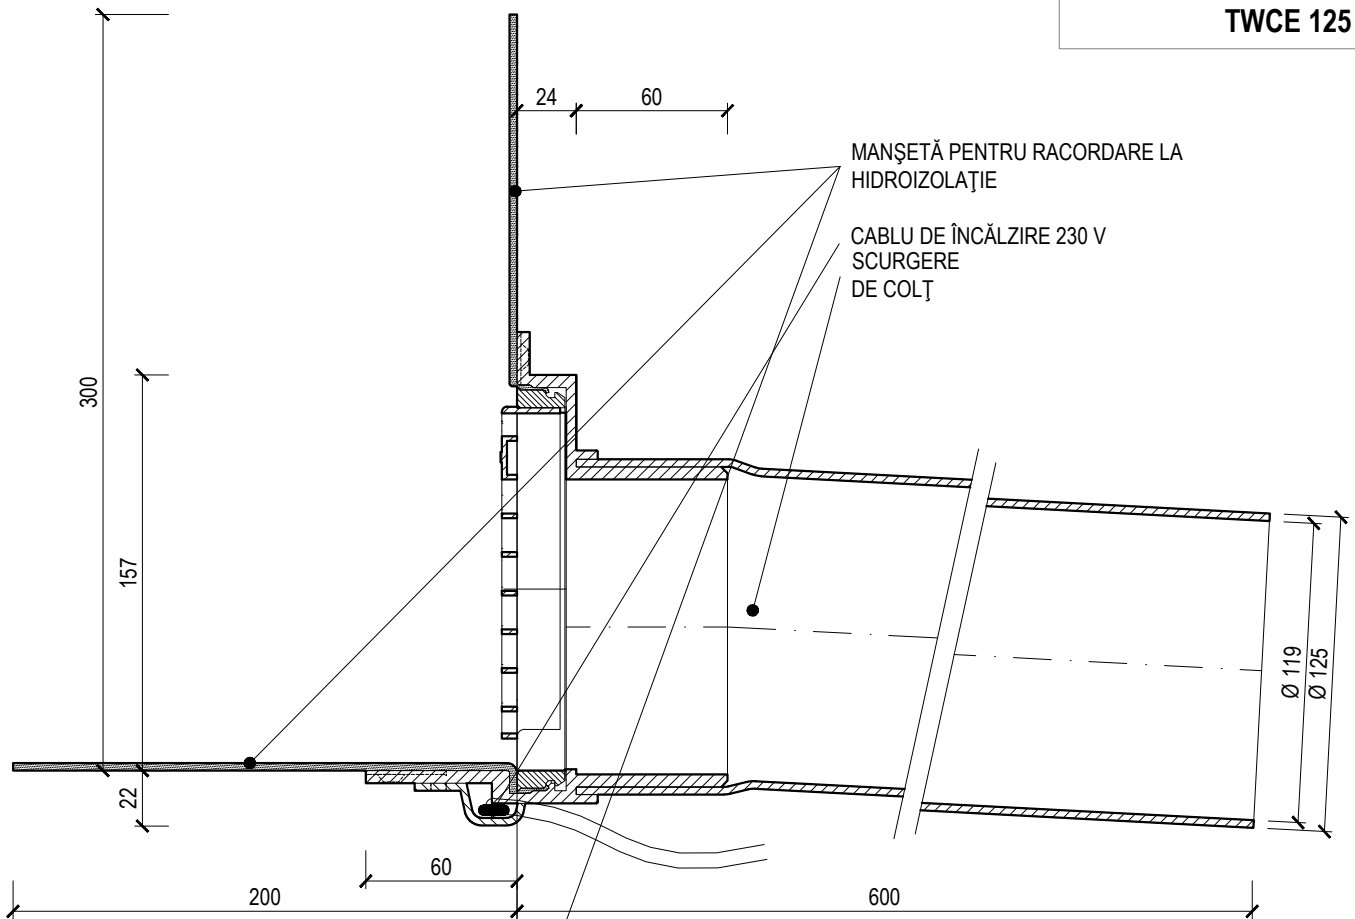 TWCE 125
24
60
MANŞETĂ PENTRU RACORDARE LA
HIDROIZOLAŢIE
CABLU DE ÎNCĂLZIRE 230 V
SCURGERE
DE COLŢ
300
157
22
Ø 119
Ø 125
60
200
600